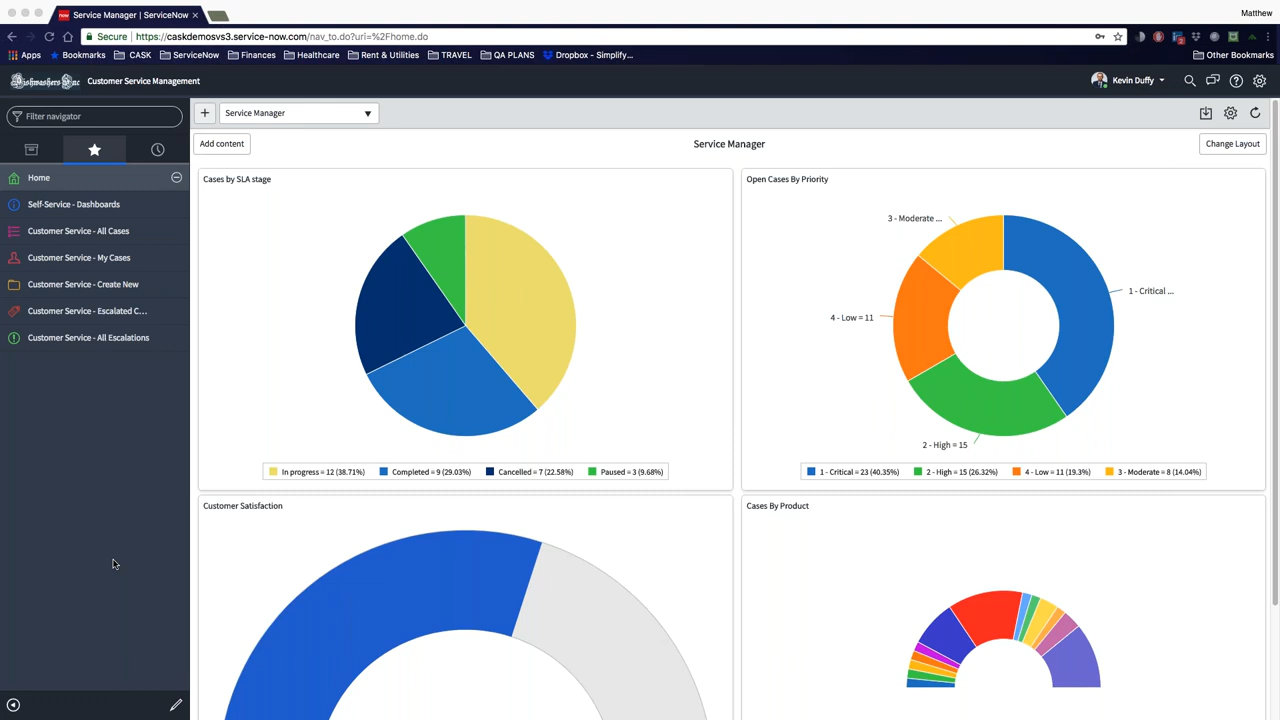 Service Manager | ServiceNow
Matthew
Secure
https://caskdemosvs3.service-now.com/nav_to.do?uri=%2Fhome.do
Apps
Bookmarks
CASK
ServiceNow
Finances
Healthcare
Rent & Utilities
TRAVEL
QA PLANS
Dropbox - Simplify...
Other Bookmarks
Dishwashers Inc
Customer Service Management
Kevin Duffy
Filter navigator
Home
Self-Service - Dashboards
Customer Service - All Cases
Customer Service - My Cases
Customer Service - Create New
Customer Service - Escalated C...
Customer Service - All Escalations
Service Manager
Add content
Service Manager
Change Layout
Cases by SLA stage
In progress = 12 (38.71%)
Completed = 9 (29.03%)
Cancelled = 7 (22.58%)
Paused = 3 (9.68%)
Open Cases By Priority
3 - Moderate ...
1 - Critical ...
4 - Low = 11
2 - High = 15
1 - Critical = 23 (40.35%)
2 - High = 15 (26.32%)
4 - Low = 11 (19.3%)
3 - Moderate = 8 (14.04%)
Customer Satisfaction
Cases By Product